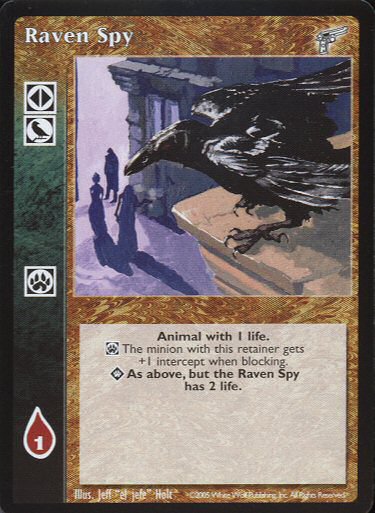 Raven Spy
Animal with 1 life.
The minion with this retainer gets
+1 intercept when blocking.
As above, but the Raven Spy
has 2 life.
1
Illus. Jeff "el jefe" Holt
©2005 White Wolf Publishing, Inc. All Rights Reserved.